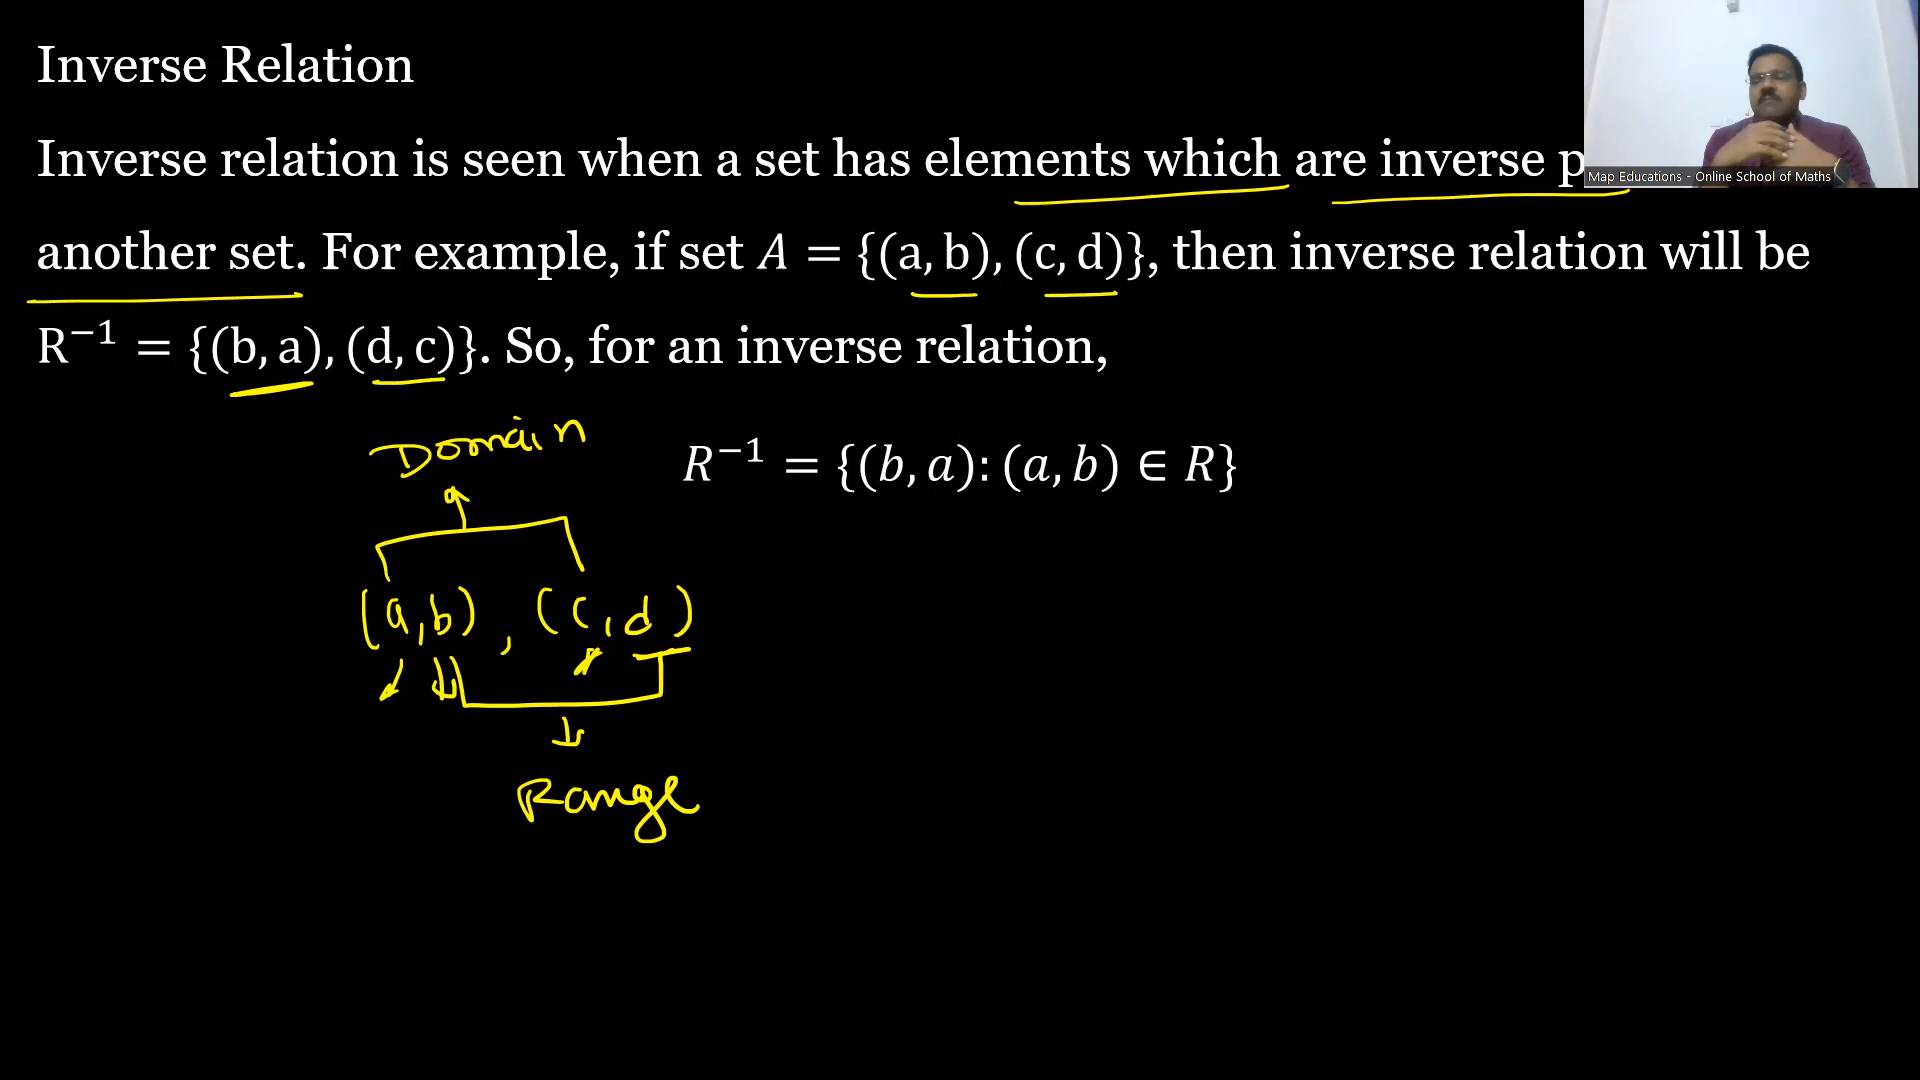 Inverse Relation
Map Educations - Online School of Maths
Inverse relation is seen when a set has elements which are inverse
another set. For example, if set A = {(a, b), (c, d)}, then inverse relation will be
R⁻¹ = {(b, a), (d, c)}. So, for an inverse relation,
Domain
R⁻¹ = {(b, a): (a, b) ∈ R}
(a, b) , (c, d)
Range